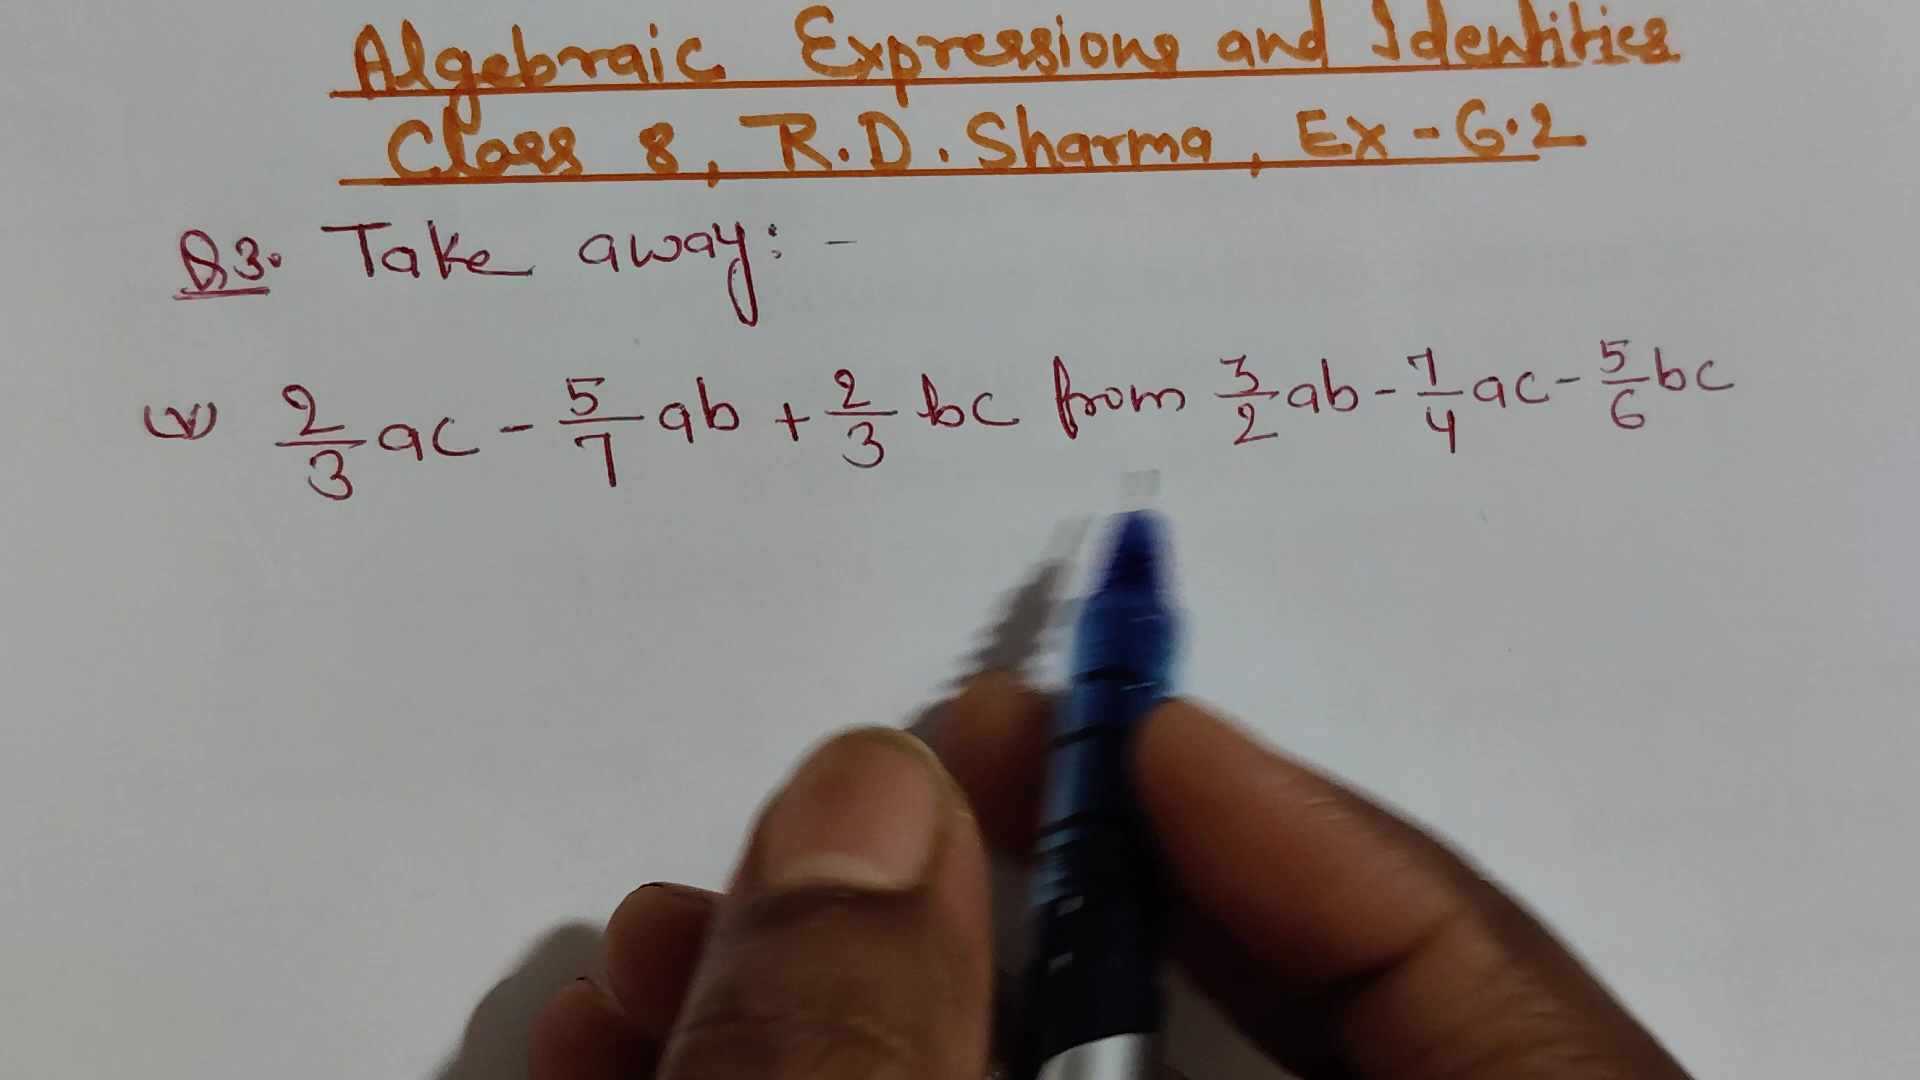 Algebraic Expressions and Identities
Class 8, R.D. Sharma, Ex-6.2
Q3. Take away:-
(v) 2/3 ac - 5/7 ab + 2/3 bc from 3/2 ab - 7/4 ac - 5/6 bc